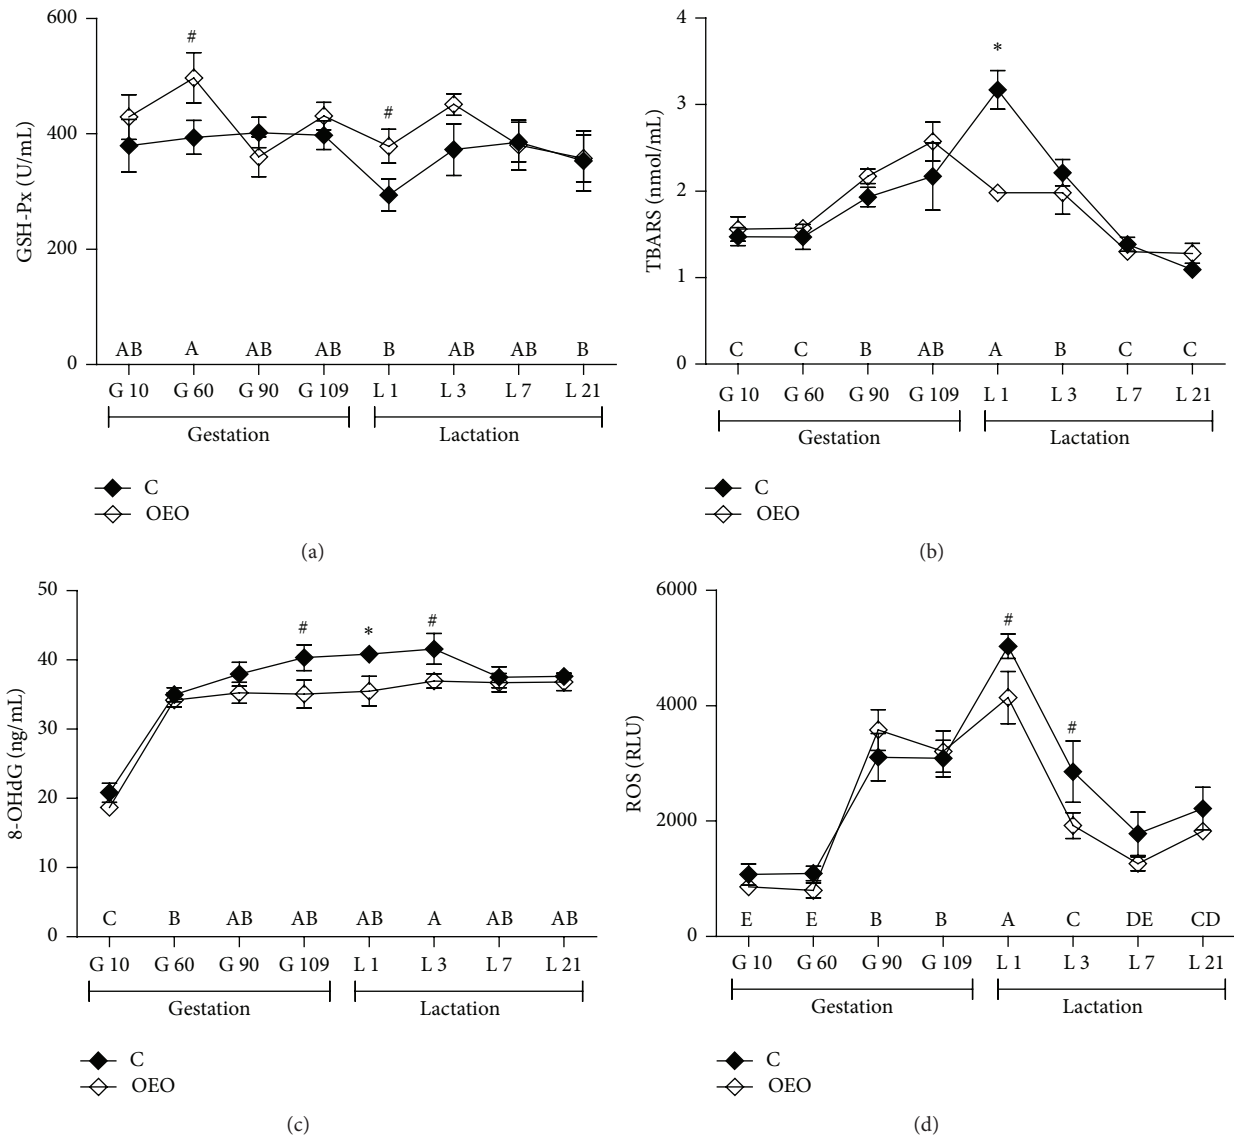 600
400
200
0
GSH-Px (U/mL)
#
#
AB A AB AB B AB AB B
G 10 G 60 G 90 G 109 L 1 L 3 L 7 L 21
Gestation Lactation
C
OEO
(a)
4
3
2
1
0
TBARS (nmol/mL)
*
C C B AB A B C C
G 10 G 60 G 90 G 109 L 1 L 3 L 7 L 21
Gestation Lactation
C
OEO
(b)
50
40
30
20
10
0
8-OHdG (ng/mL)
# * #
C B AB AB AB A AB AB
G 10 G 60 G 90 G 109 L 1 L 3 L 7 L 21
Gestation Lactation
C
OEO
(c)
6000
4000
2000
0
ROS (RLU)
#
#
E E B B A C DE CD
G 10 G 60 G 90 G 109 L 1 L 3 L 7 L 21
Gestation Lactation
C
OEO
(d)